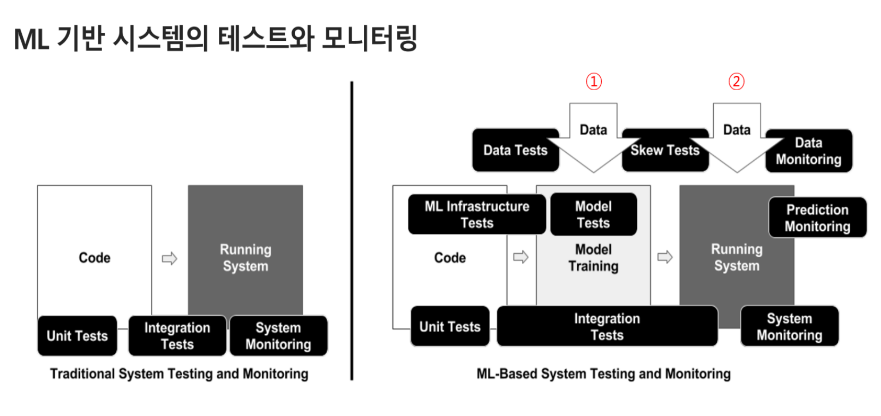 ML 기반 시스템의 테스트와 모니터링
Code
Running
System
Unit Tests
Integration
Tests
System
Monitoring
Traditional System Testing and Monitoring
①
②
Data
Data
Data Tests
Skew Tests
Data
Monitoring
ML Infrastructure
Tests
Model
Tests
Prediction
Monitoring
Code
Model
Training
Running
System
Unit Tests
Integration
Tests
System
Monitoring
ML-Based System Testing and Monitoring